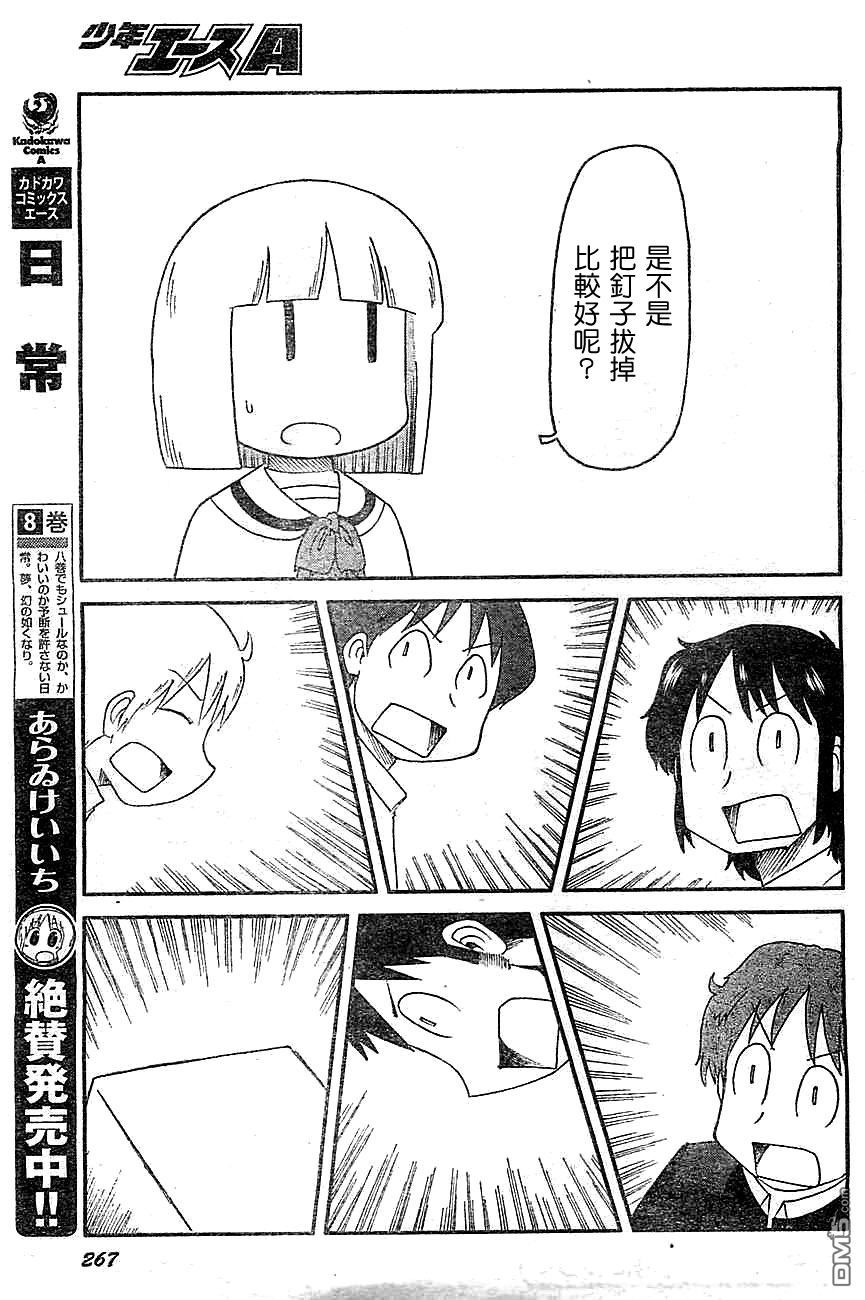 少年エースA
Kadokawa
Comics
A
カドカワ
コミックス
エース
日常
8巻
八巻でもシュールなのか、か
わいいのか予断を許さない日
常。夢、幻の如くなり。
あらゐけいいち
絶賛発売中!!
是不是
把釘子拔掉
比較好呢?
267
DM5.com